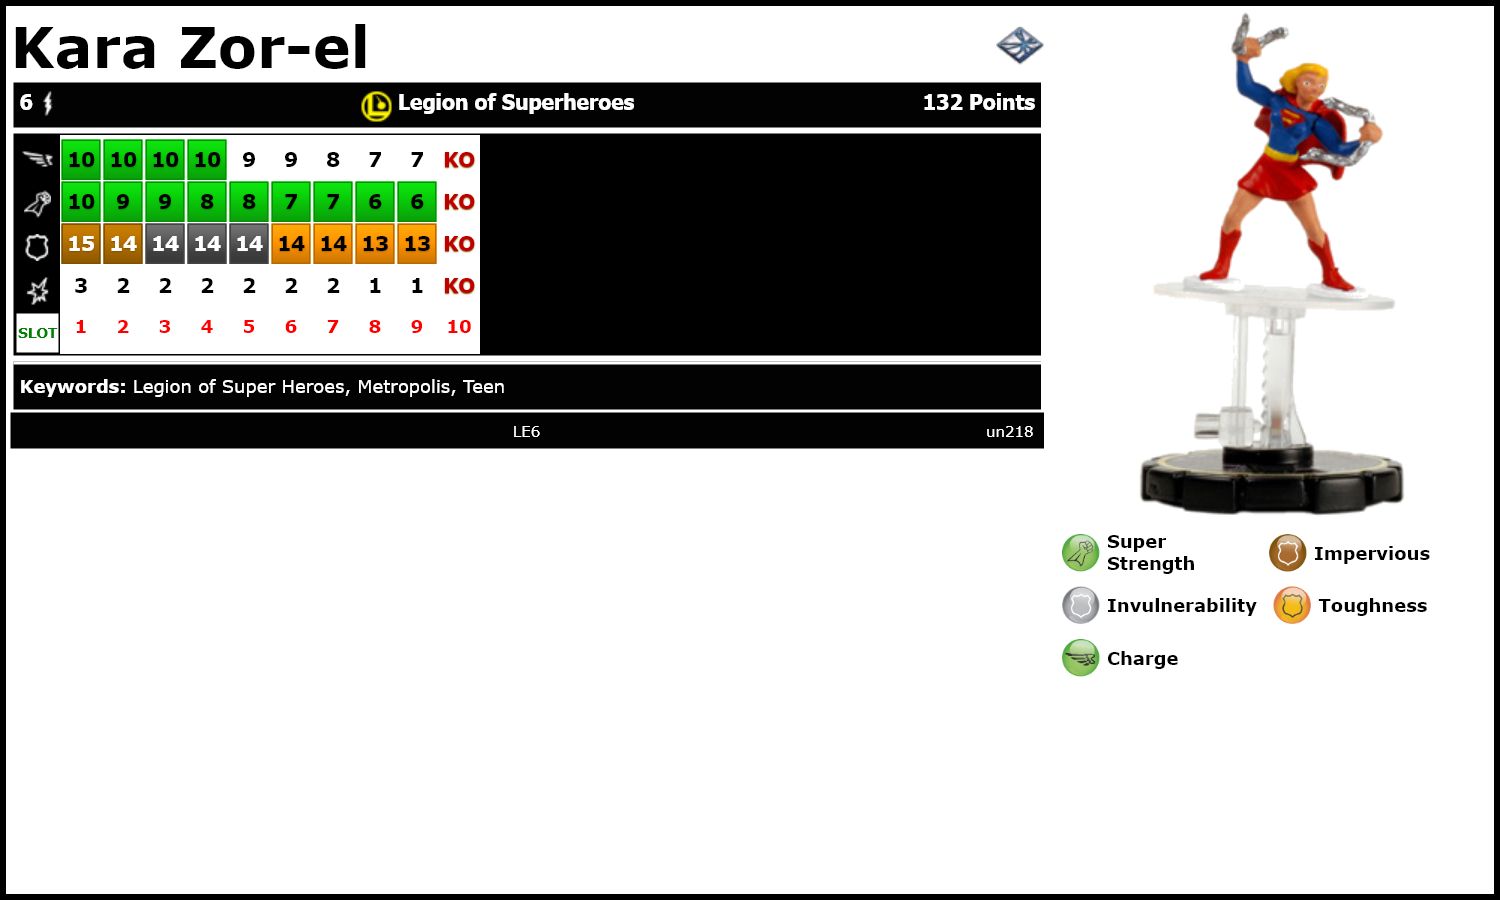 Kara Zor-el
6 Legion of Superheroes 132 Points
10 10 10 10 9 9 8 7 7 KO
10 9 9 8 8 7 7 6 6 KO
15 14 14 14 14 14 14 13 13 KO
3 2 2 2 2 2 2 1 1 KO
SLOT 1 2 3 4 5 6 7 8 9 10
Keywords: Legion of Super Heroes, Metropolis, Teen
LE6 un218
Super
Strength
Impervious
Invulnerability
Toughness
Charge